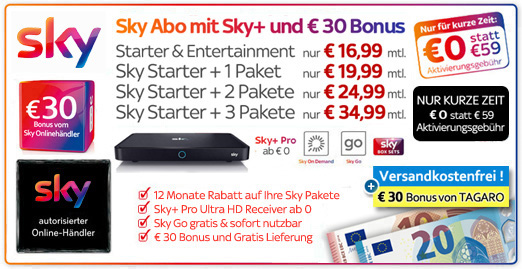 sky
Sky Abo mit Sky+ und € 30 Bonus
Starter & Entertainment nur € 16,99 mtl.
Sky Starter + 1 Paket nur € 19,99 mtl.
Sky Starter + 2 Pakete nur € 24,99 mtl.
Sky Starter + 3 Pakete nur € 34,99 mtl.
Nur für kurze Zeit:
€0 statt €59
Aktivierungsgebühr
€30
Bonus vom
Sky Onlinehändler
NUR KURZE ZEIT
€ 0 statt € 59
Aktivierungsgebühr
sky
Sky+ Pro
ab € 0
Sky On Demand
go
Sky Go
sky
BOX SETS
sky
autorisierter
Online-Händler
12 Monate Rabatt auf Ihre Sky Pakete
Sky+ Pro Ultra HD Receiver ab 0
Sky Go gratis & sofort nutzbar
€ 30 Bonus und Gratis Lieferung
Versandkostenfrei !
+
€ 30 Bonus von TAGARO
10
20